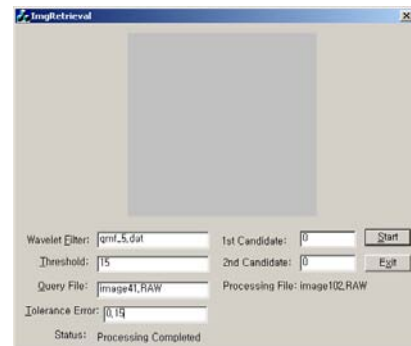 ImgRetrieval
Wavelet Filter: qmf_5.dat
1st Candidate: 0
Start
Threshold: 15
2nd Candidate: 0
Exit
Query File: image41.RAW
Processing File: image102.RAW
Tolerance Error: 0.15
Status: Processing Completed